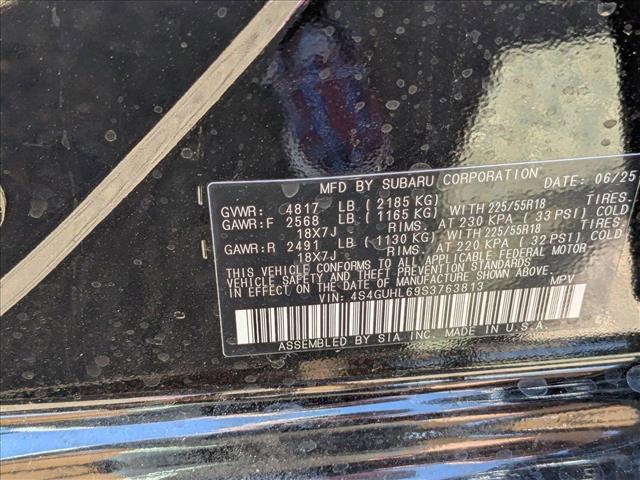 MFD BY SUBARU CORPORATION DATE: 06/25
GVWR: 4817 LB (2185 KG)
GAWR:F 2568 LB (1165 KG) WITH 225/55R18
18X7J RIMS, AT 230 KPA (33 PSI) COLD
GAWR:R 2491 LB (1130 KG) WITH 225/55R18
18X7J RIMS, AT 220 KPA (32 PSI) COLD
THIS VEHICLE CONFORMS TO ALL APPLICABLE FEDERAL MOTOR
VEHICLE SAFETY, THEFT PREVENTION STANDARDS
IN EFFECT ON THE DATE OF MANUFACTURE SHOWN ABOVE.
VIN: 4S4GUHL69S3763813 MPV
ASSEMBLED BY SIA INC. MADE IN U.S.A.